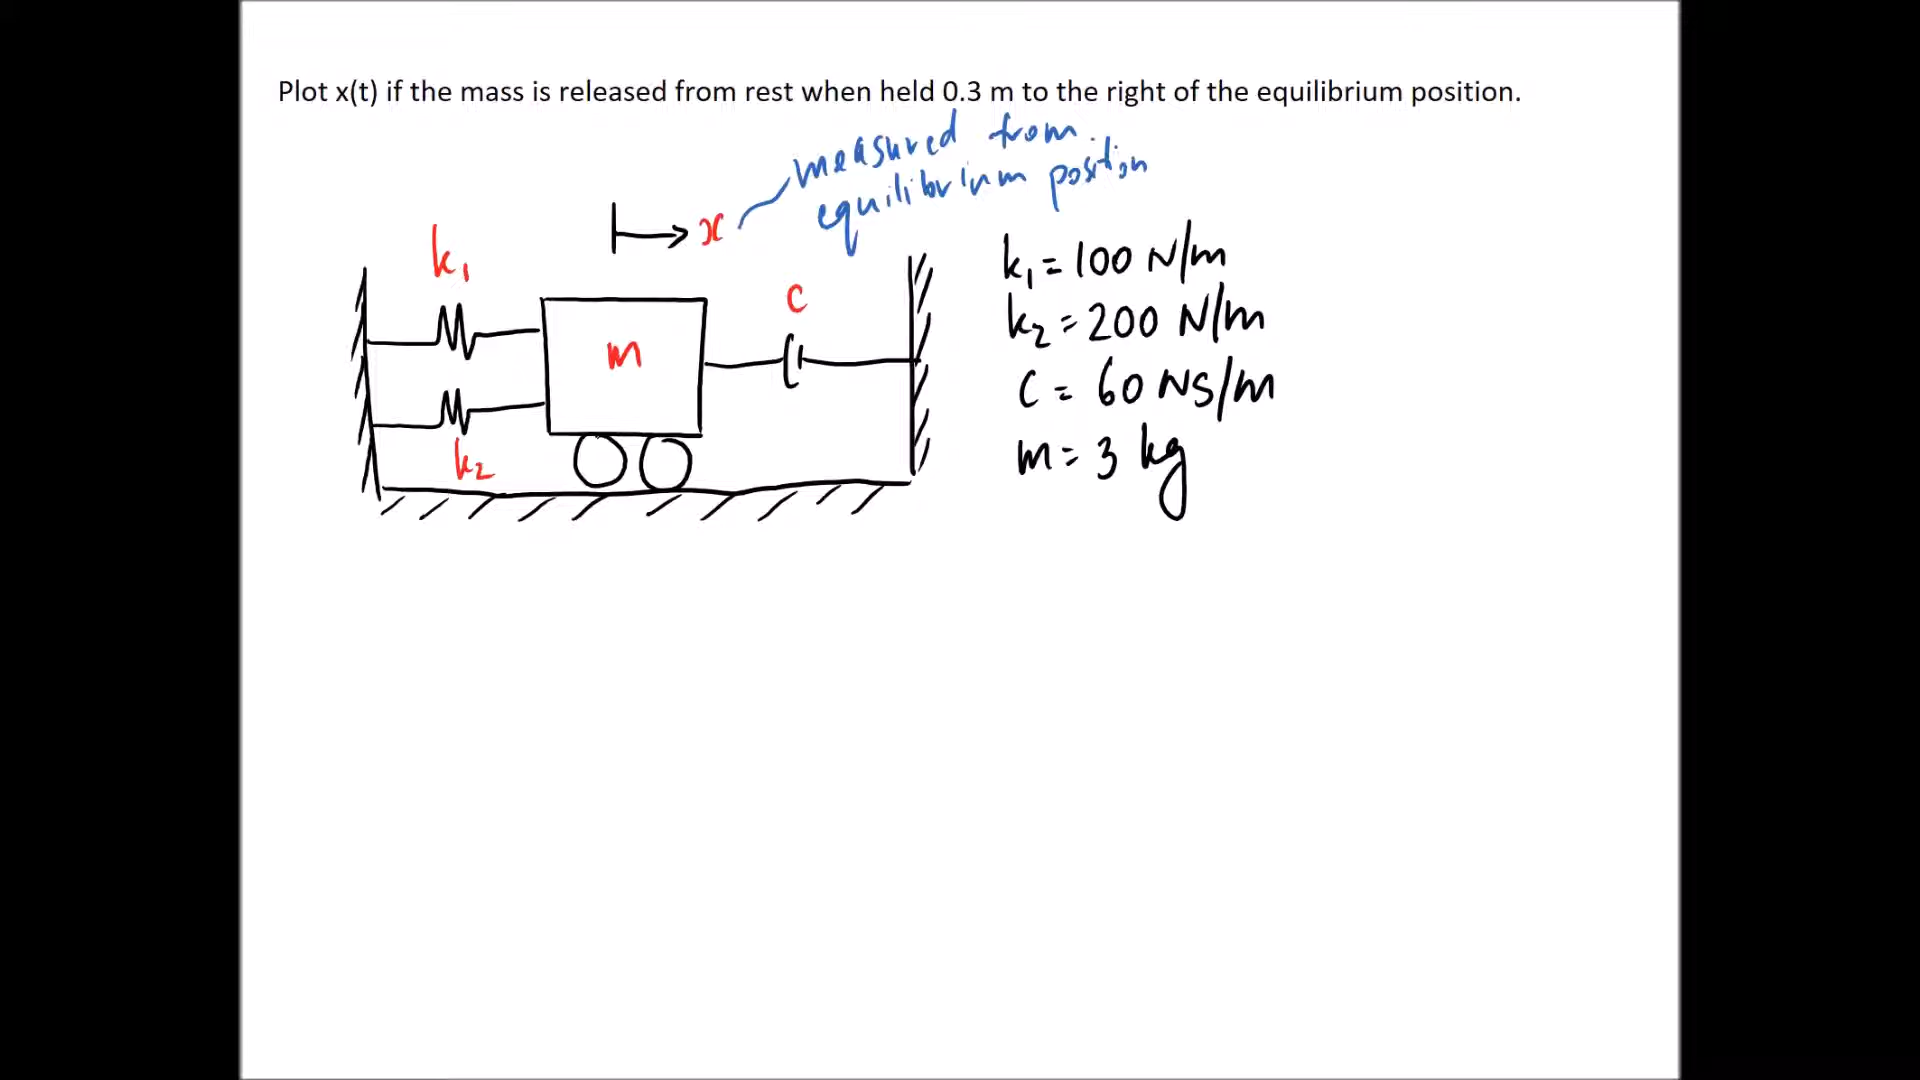 Plot x(t) if the mass is released from rest when held 0.3 m to the right of the equilibrium position.
measured from
equilibrium position
x
k₁
c
m
k₂
k₁ = 100 N/m
k₂ = 200 N/m
C = 60 NS/m
m = 3 kg